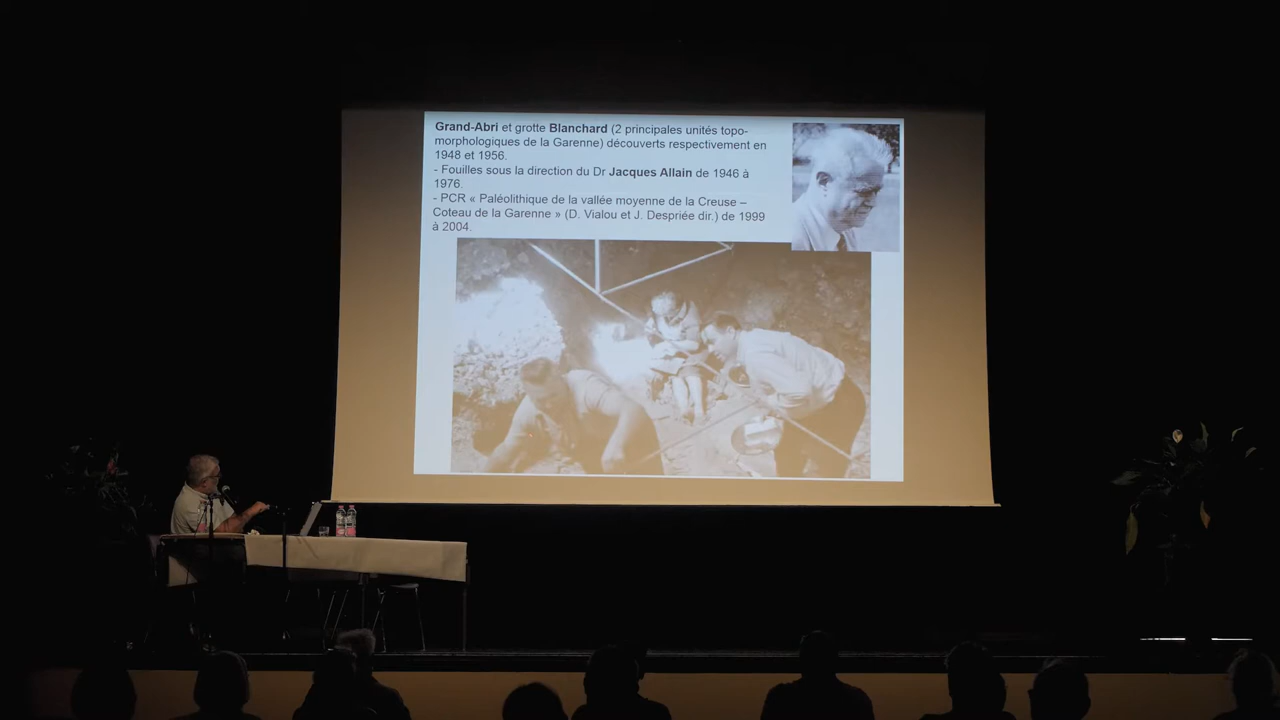 Grand-Abri et grotte Blanchard (2 principales unités topo-
morphologiques de la Garenne) découverts respectivement en
1948 et 1956.
- Fouilles sous la direction du Dr Jacques Allain de 1946 à
1976.
- PCR « Paléolithique de la vallée moyenne de la Creuse –
Coteau de la Garenne » (D. Vialou et J. Despriée dir.) de 1999
à 2004.